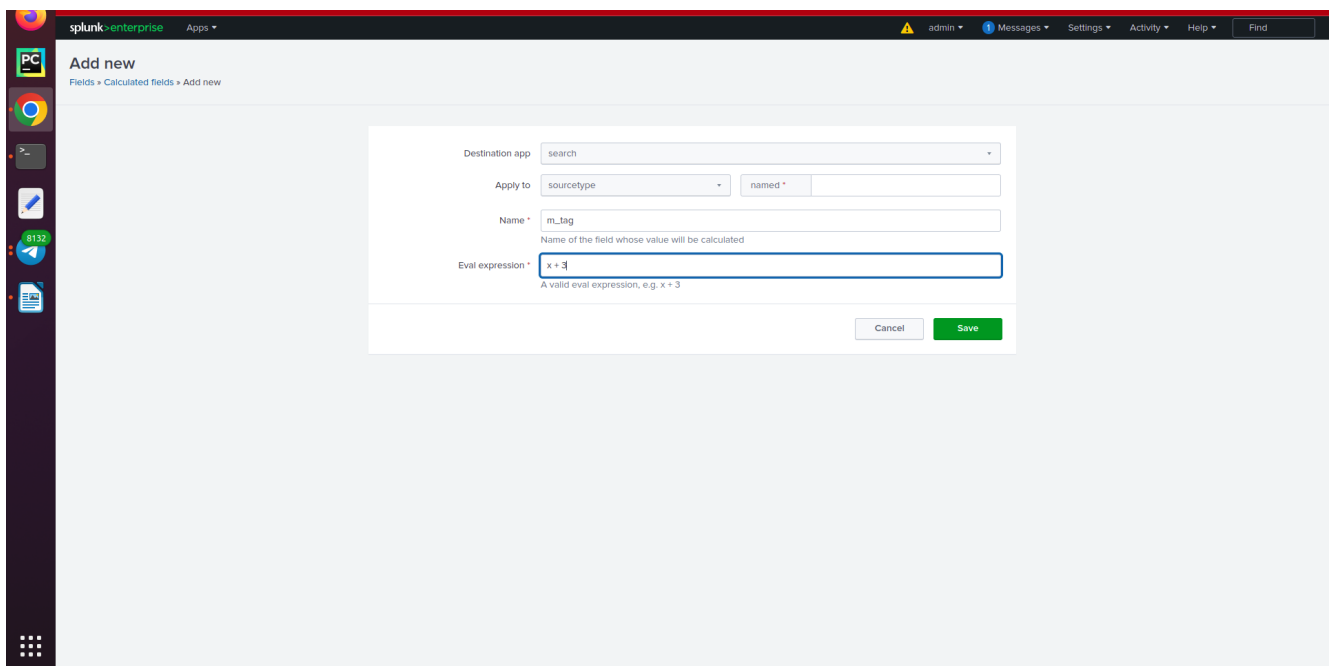 splunk>enterprise Apps admin 1 Messages Settings Activity Help Find
PC
Add new
Fields » Calculated fields » Add new
Destination app search
Apply to sourcetype named *
Name * m_tag
Name of the field whose value will be calculated
8132
Eval expression * x + 3
A valid eval expression, e.g. x + 3
Cancel Save